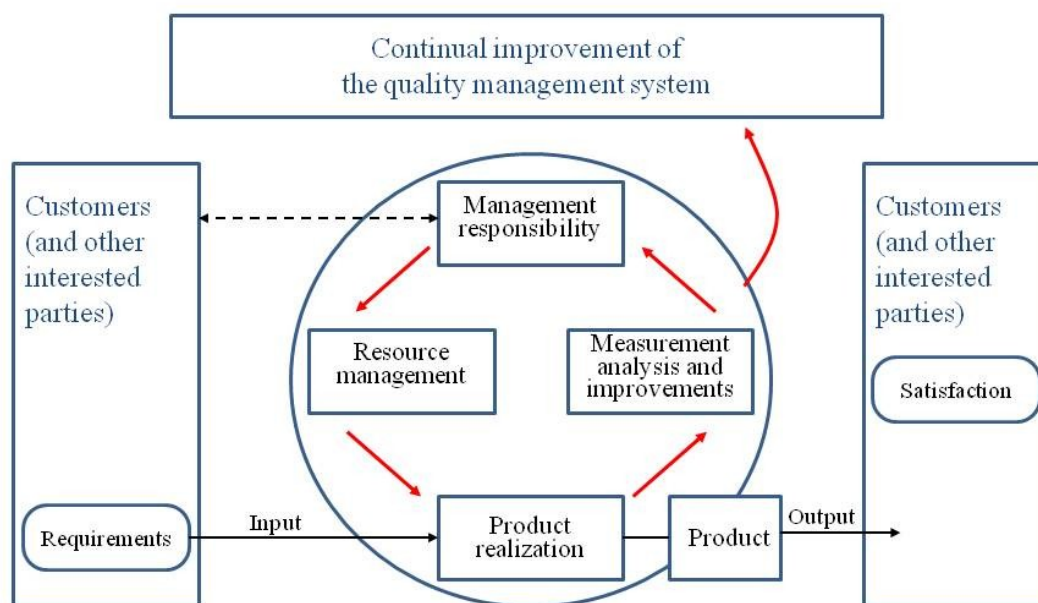 Continual improvement of
the quality management system
Customers
(and other
interested
parties)
Management
responsibility
Customers
(and other
interested
parties)
Resource
management
Measurement
analysis and
improvements
Satisfaction
Requirements
Input
Product
realization
Product
Output